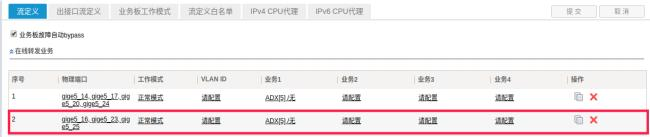 流定义 出接口流定义 业务板工作模式 流定义白名单 IPv4 CPU代理 IPv6 CPU代理 提 交 取 消
业务板故障自动bypass
在线转发业务
序号 物理端口 工作模式 VLAN ID 业务1 业务2 业务3 业务4 操作
1 gige5_14, gige5_17, gig 正常模式 请配置 ADX[5] /无 请配置 请配置 请配置
e5_20, gige5_24
2 gige5_16, gige5_23, gig 正常模式 请配置 ADX[5] /无 请配置 请配置 请配置
e5_25